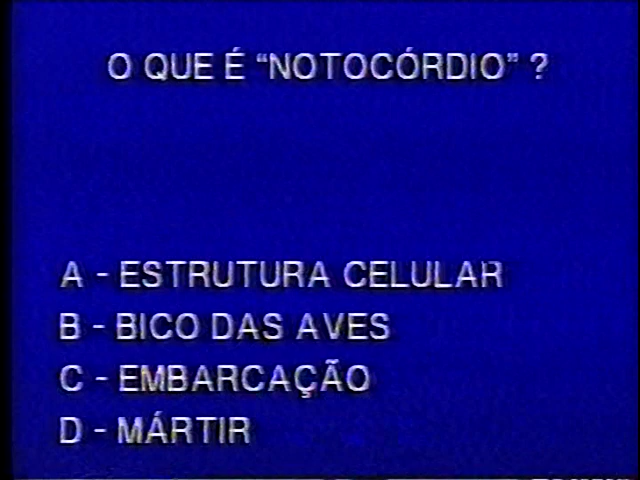 O QUE É “NOTOCÓRDIO” ?
A - ESTRUTURA CELULAR
B - BICO DAS AVES
C - EMBARCAÇÃO
D - MÁRTIR